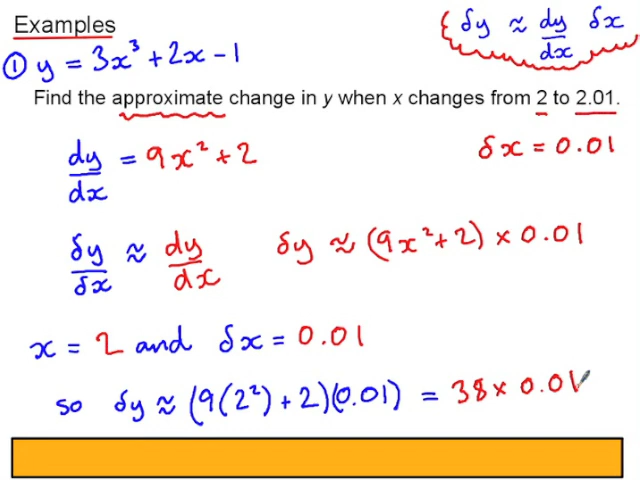 Examples
δy ≈ dy/dx δx
① y = 3x³ + 2x - 1
Find the approximate change in y when x changes from 2 to 2.01.
dy/dx = 9x² + 2
δx = 0.01
δy/δx ≈ dy/dx
δy ≈ (9x² + 2) × 0.01
x = 2 and δx = 0.01
so δy ≈ (9(2²) + 2)(0.01) = 38 × 0.01